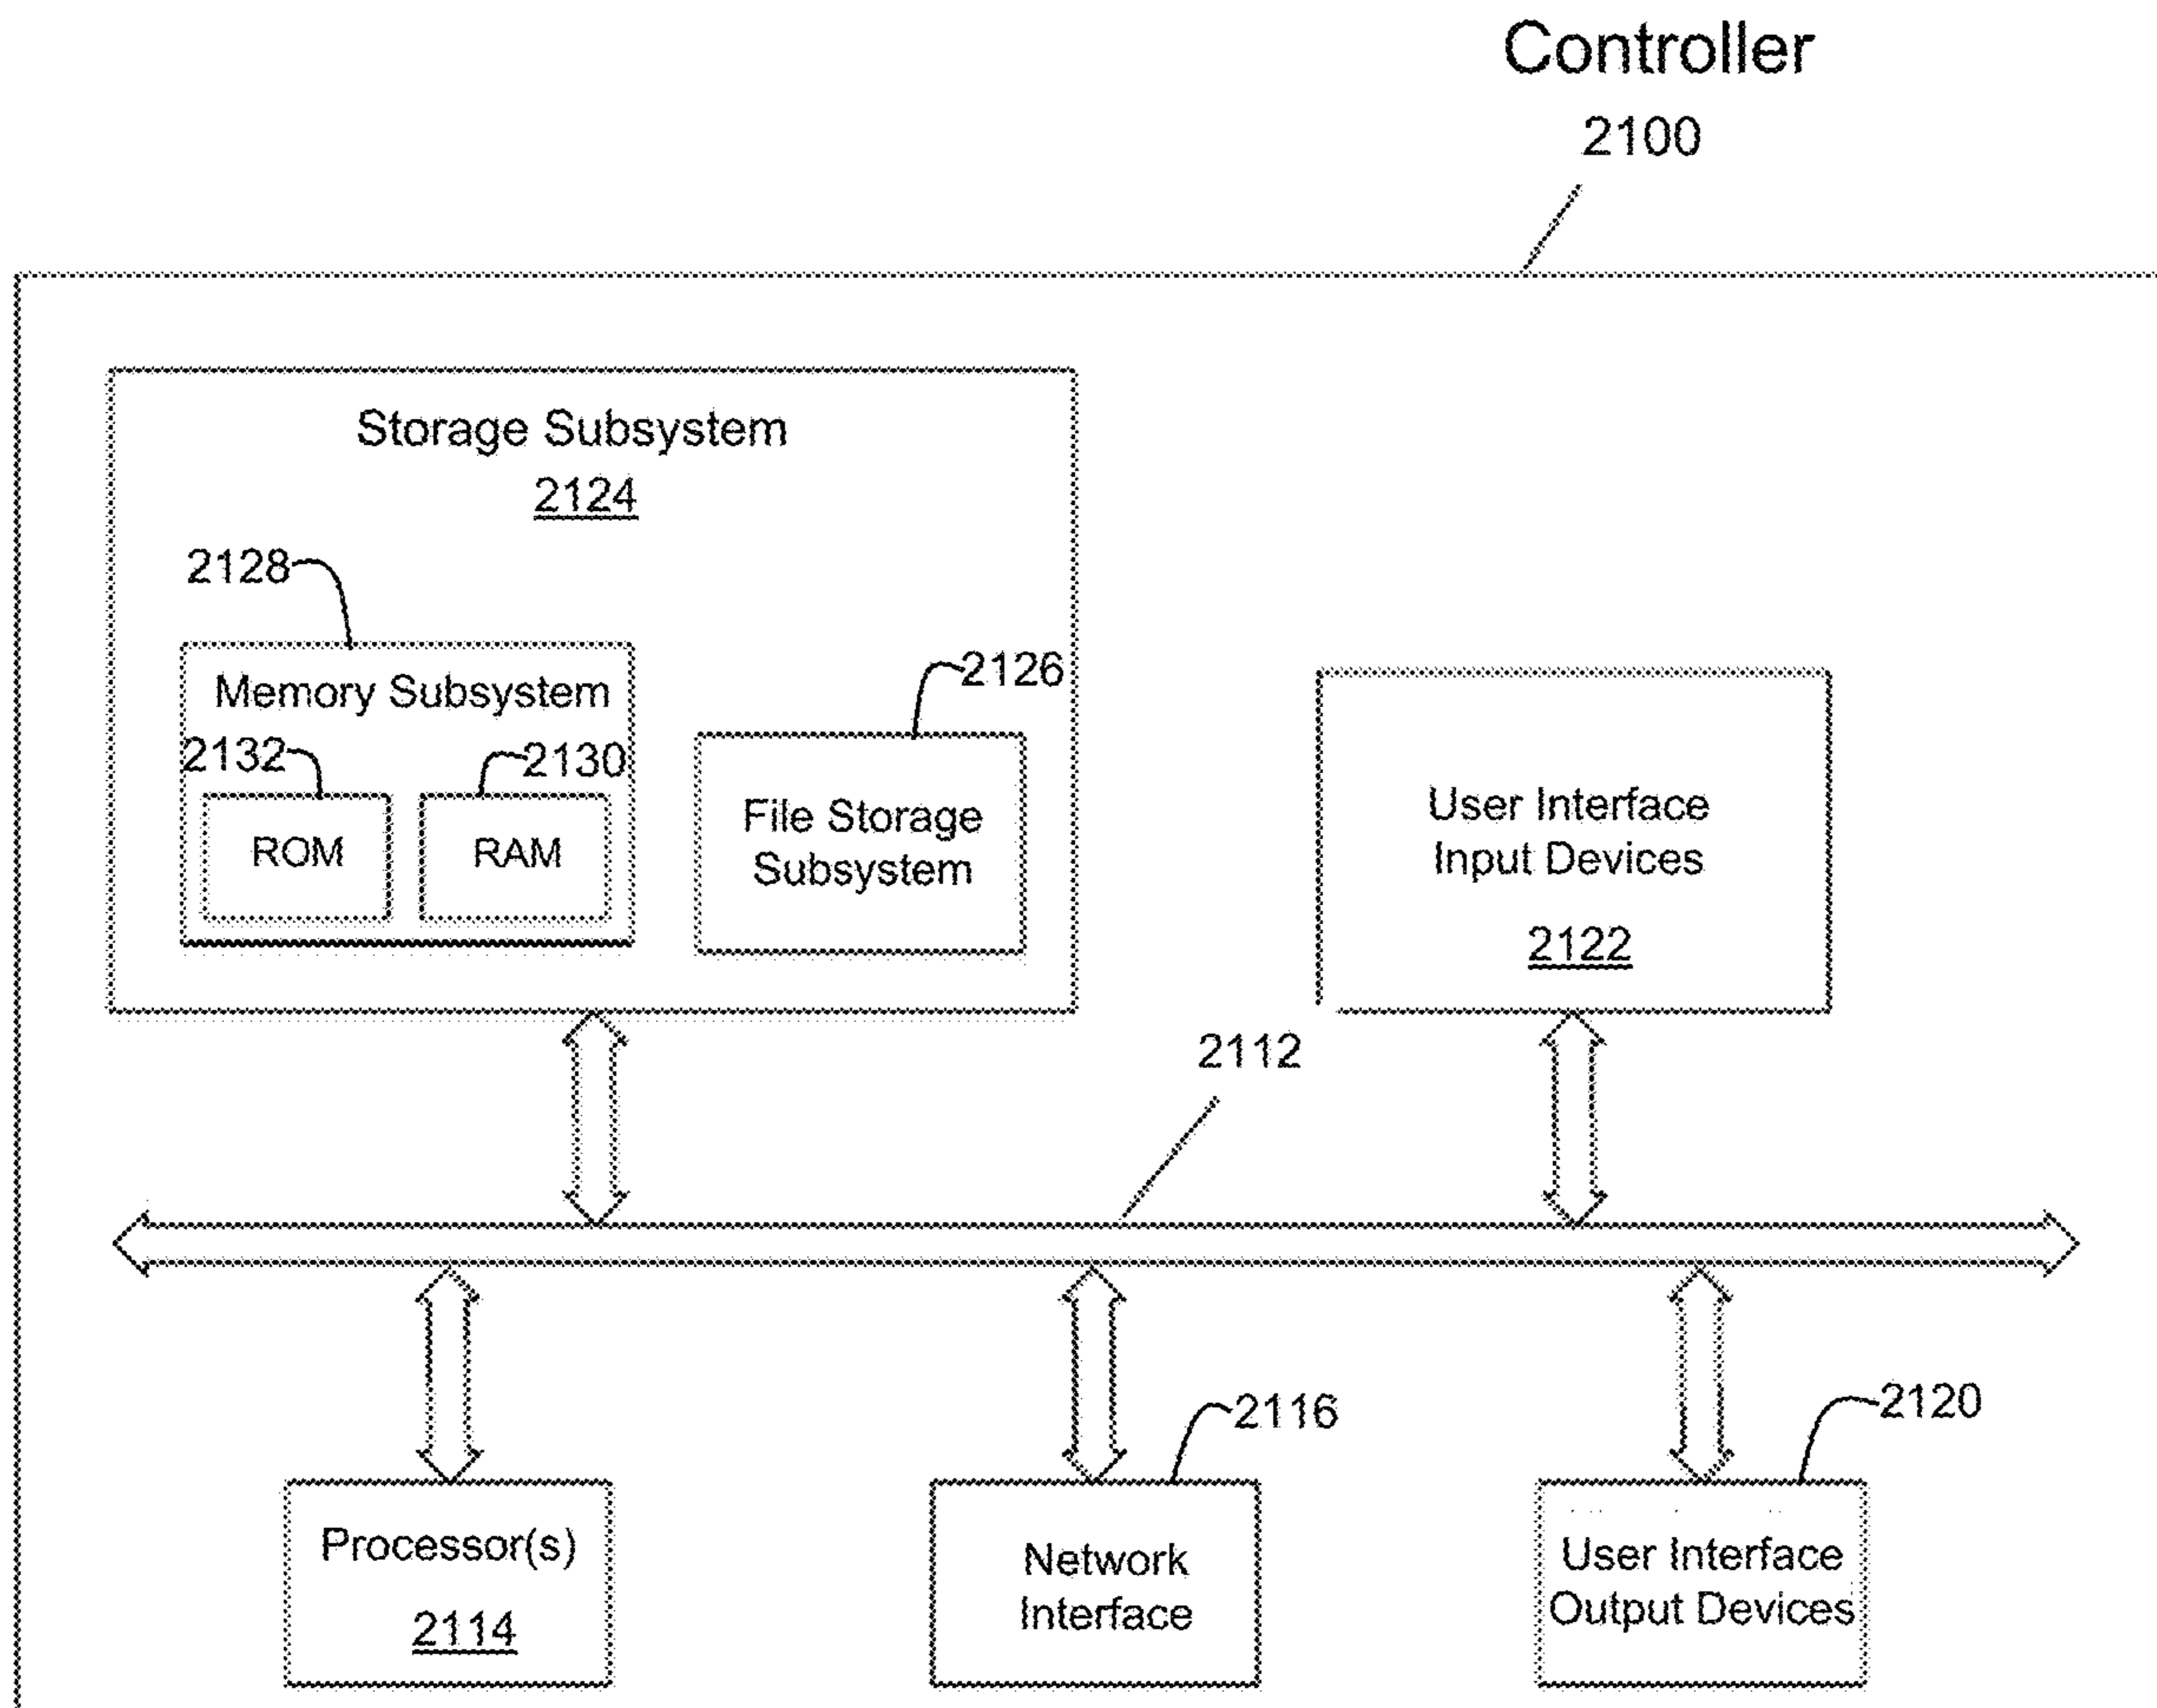 Controller
2100
Storage Subsystem
2124
2128
Memory Subsystem
2126
2132
2130
ROM
RAM
File Storage
Subsystem
User Interface
Input Devices
2122
2112
2116
2120
Processor(s)
2114
Network
Interface
User Interface
Output Devices